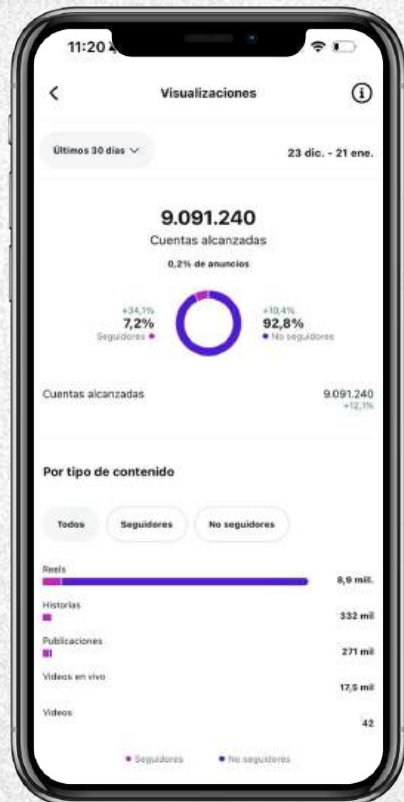 11:20
Visualizaciones
Últimos 30 días
23 dic. - 21 ene.
9.091.240
Cuentas alcanzadas
0,2% de anuncios
+34,1%
7,2%
Seguidores
+10,4%
92,8%
No seguidores
Cuentas alcanzadas
9.091.240
+12,1%
Por tipo de contenido
Todos
Seguidores
No seguidores
Reels
8,9 mill.
Historias
332 mil
Publicaciones
271 mil
Videos en vivo
17,5 mil
Videos
42
Seguidores
No seguidores